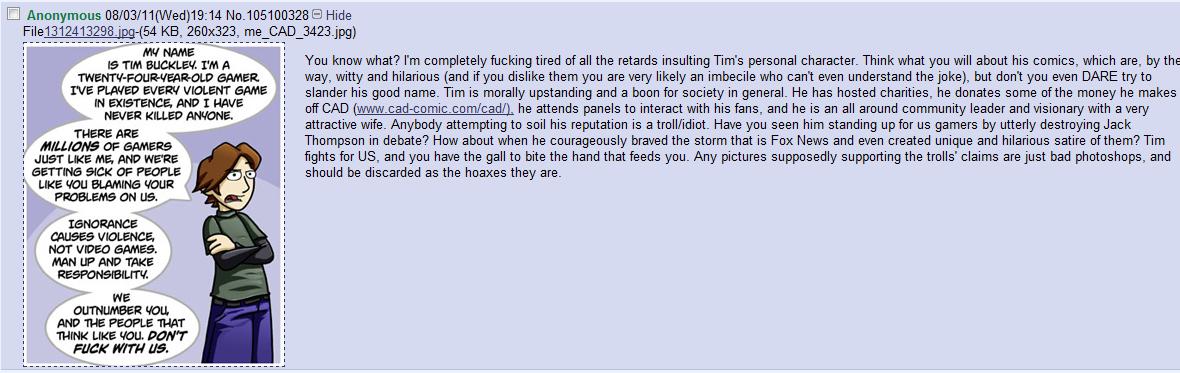 Anonymous 08/03/11(Wed)19:14 No.105100328 Hide
File1312413298.jpg-(54 KB, 260x323, me_CAD_3423.jpg)
MY NAME
IS TIM BUCKLEY. I'M A
TWENTY-FOUR-YEAR-OLD GAMER.
I'VE PLAYED EVERY VIOLENT GAME
IN EXISTENCE, AND I HAVE
NEVER KILLED ANYONE.
THERE ARE
MILLIONS OF GAMERS
JUST LIKE ME, AND WE'RE
GETTING SICK OF PEOPLE
LIKE YOU BLAMING YOUR
PROBLEMS ON US.
IGNORANCE
CAUSES VIOLENCE,
NOT VIDEO GAMES.
MAN UP AND TAKE
RESPONSIBILITY.
WE
OUTNUMBER YOU,
AND THE PEOPLE THAT
THINK LIKE YOU. DON'T
FUCK WITH US.
You know what? I'm completely fucking tired of all the retards insulting Tim's personal character. Think what you will about his comics, which are, by the
way, witty and hilarious (and if you dislike them you are very likely an imbecile who can't even understand the joke), but don't you even DARE try to
slander his good name. Tim is morally upstanding and a boon for society in general. He has hosted charities, he donates some of the money he makes
off CAD (www.cad-comic.com/cad/), he attends panels to interact with his fans, and he is an all around community leader and visionary with a very
attractive wife. Anybody attempting to soil his reputation is a troll/idiot. Have you seen him standing up for us gamers by utterly destroying Jack
Thompson in debate? How about when he courageously braved the storm that is Fox News and even created unique and hilarious satire of them? Tim
fights for US, and you have the gall to bite the hand that feeds you. Any pictures supposedly supporting the trolls' claims are just bad photoshops, and
should be discarded as the hoaxes they are.